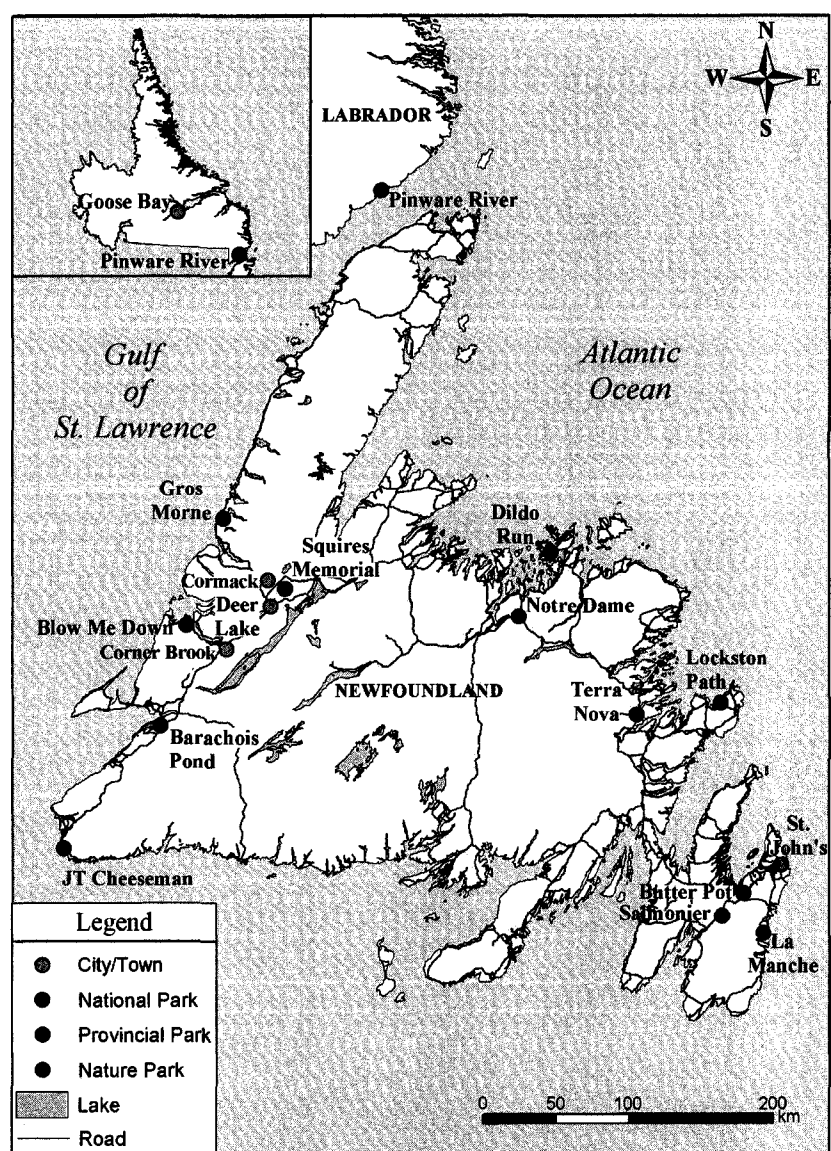 N
W E
S
LABRADOR
Goose Bay
Pinware River
Pinware River
Gulf
of
St. Lawrence
Atlantic
Ocean
Gros
Morne
Dildo
Run
Squires
Memorial
Cormack
Deer
Lake
Notre Dame
Blow Me Down
Corner Brook
Lockston
Path
NEWFOUNDLAND
Terra
Nova
Barachois
Pond
St.
John's
JT Cheeseman
Butter Pot
Salmonier
La
Manche
Legend
City/Town
National Park
Provincial Park
Nature Park
Lake
Road
0 50 100 200
km